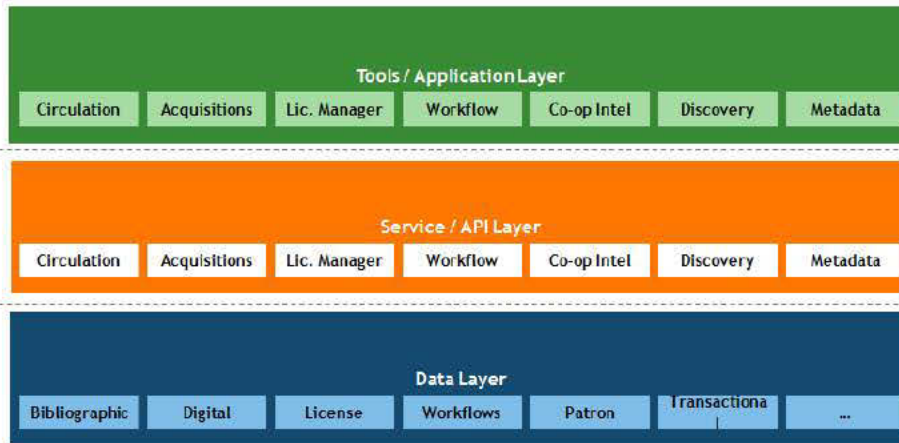 Tools / Application Layer
Circulation Acquisitions Lic. Manager Workflow Co-op Intel Discovery Metadata
Service / API Layer
Circulation Acquisitions Lic. Manager Workflow Co-op Intel Discovery Metadata
Data Layer
Bibliographic Digital License Workflows Patron Transactiona
l
...